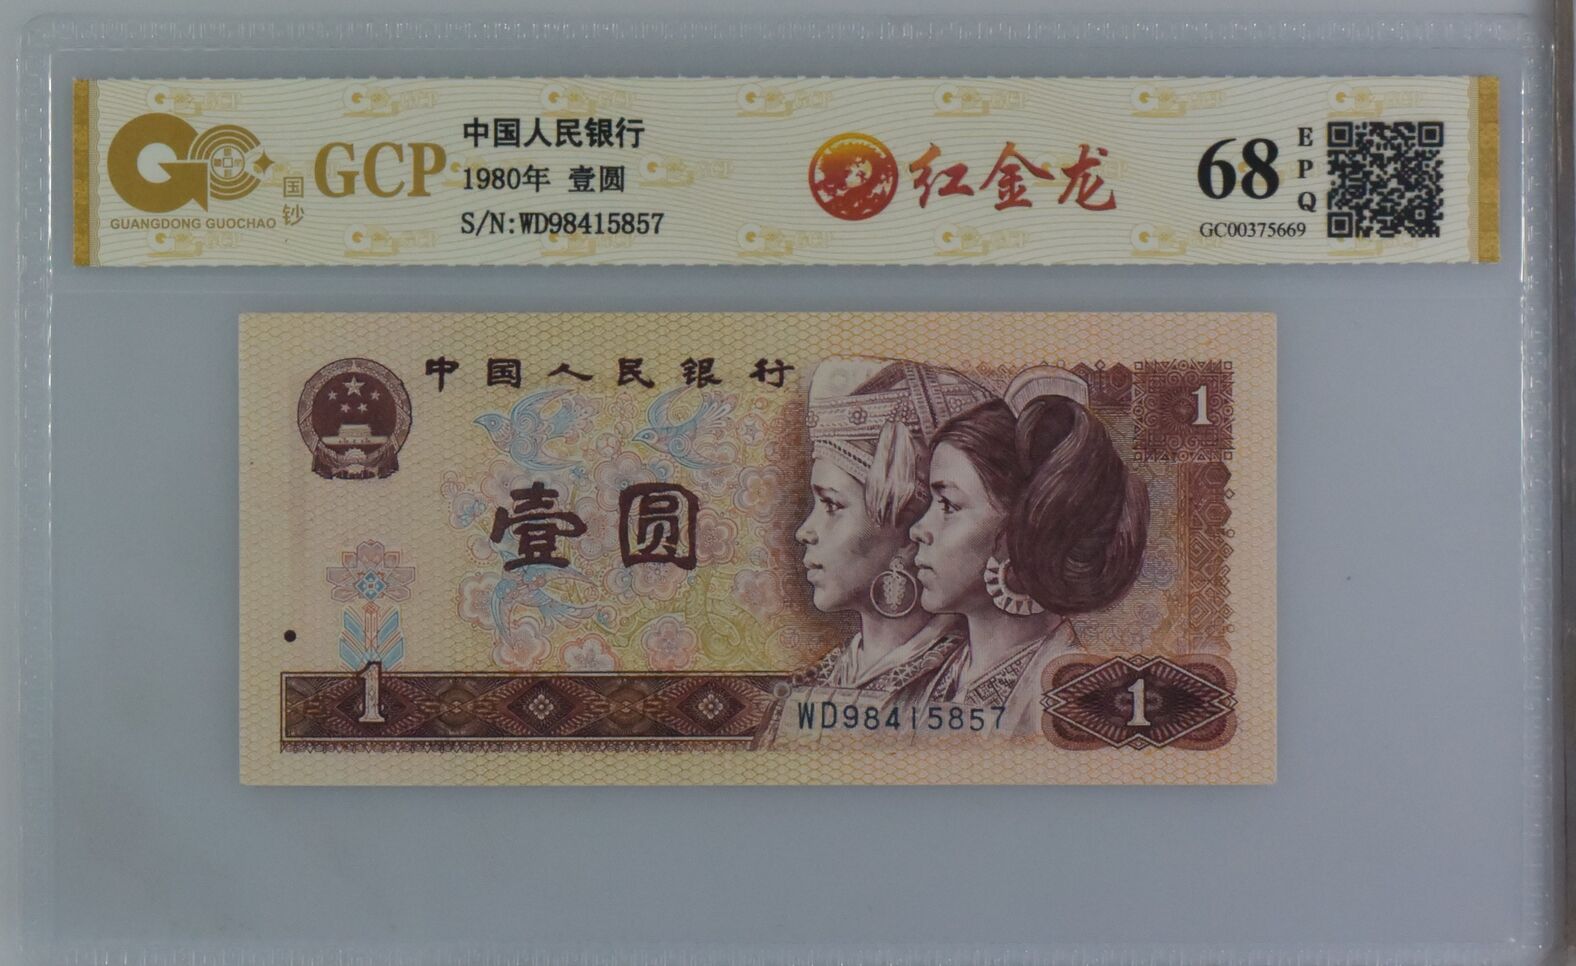 GCP
GUANGDONG GUOCHAO
国钞
中国人民银行
1980年 壹圆
S/N:WD98415857
红金龙
68
EPQ
GC00375669
中国人民银行
1
壹圆
1
WD98415857
1